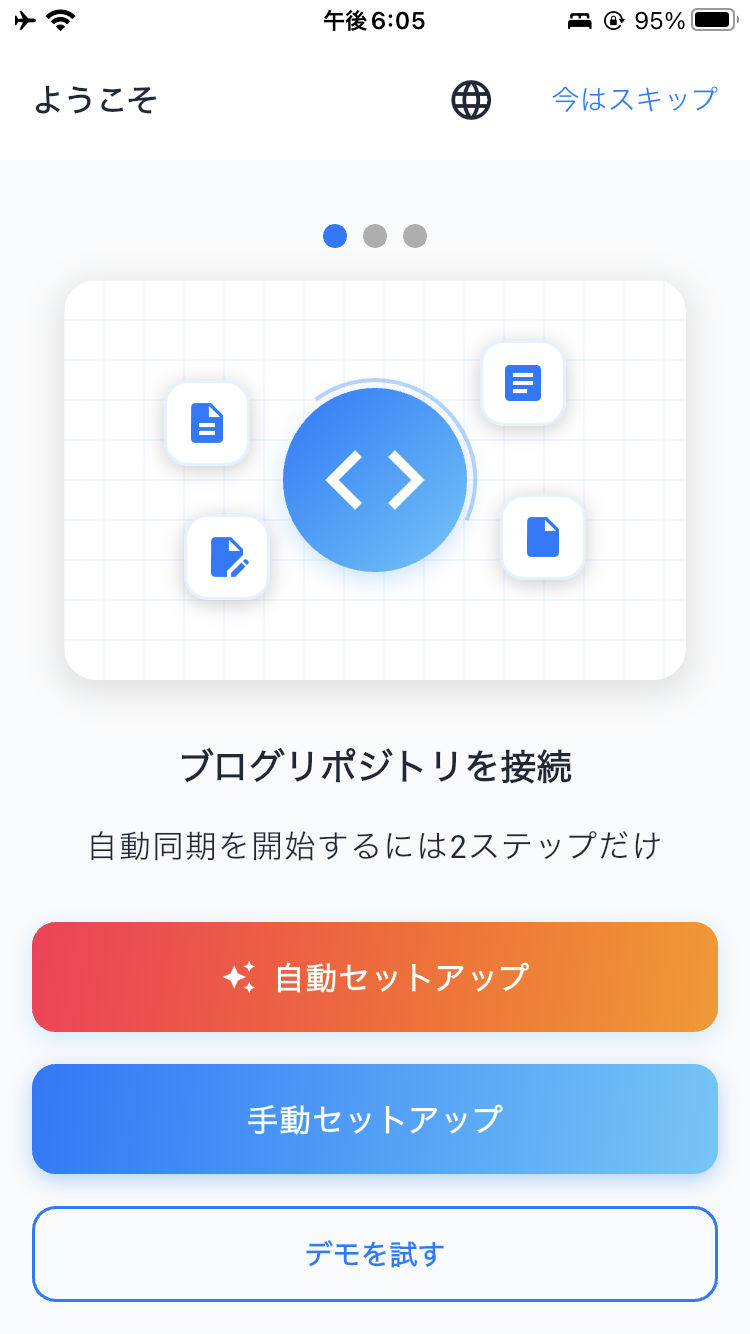 午後6:05
95%
ようこそ
今はスキップ
ブログリポジトリを接続
自動同期を開始するには2ステップだけ
自動セットアップ
手動セットアップ
デモを試す